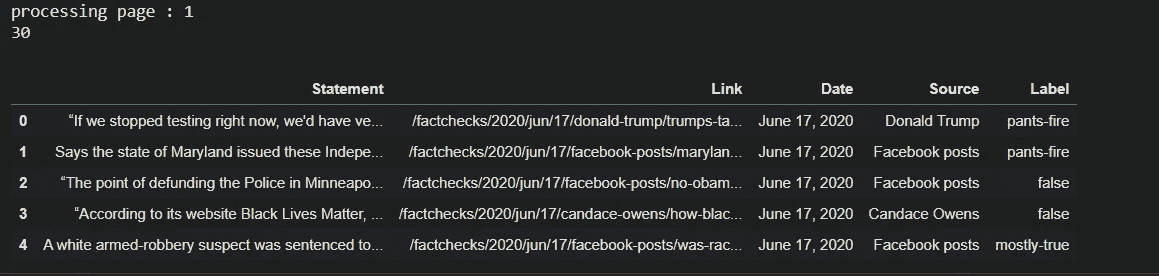 processing page : 1
30
Statement Link Date Source Label
0 “If we stopped testing right now, we'd have ve... /factchecks/2020/jun/17/donald-trump/trumps-ta... June 17, 2020 Donald Trump pants-fire
1 Says the state of Maryland issued these Indepe... /factchecks/2020/jun/17/facebook-posts/marylan... June 17, 2020 Facebook posts pants-fire
2 “The point of defunding the Police in Minneapo... /factchecks/2020/jun/17/facebook-posts/no-obam... June 17, 2020 Facebook posts false
3 “According to its website Black Lives Matter, ... /factchecks/2020/jun/17/candace-owens/how-blac... June 17, 2020 Candace Owens false
4 A white armed-robbery suspect was sentenced to... /factchecks/2020/jun/17/facebook-posts/was-rac... June 17, 2020 Facebook posts mostly-true